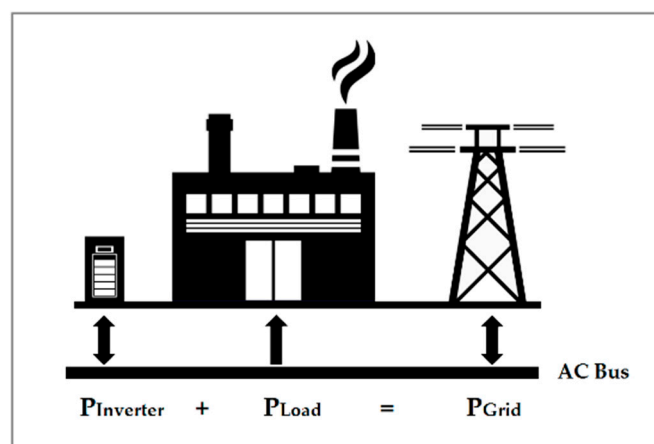 AC Bus
PInverter + PLoad = PGrid